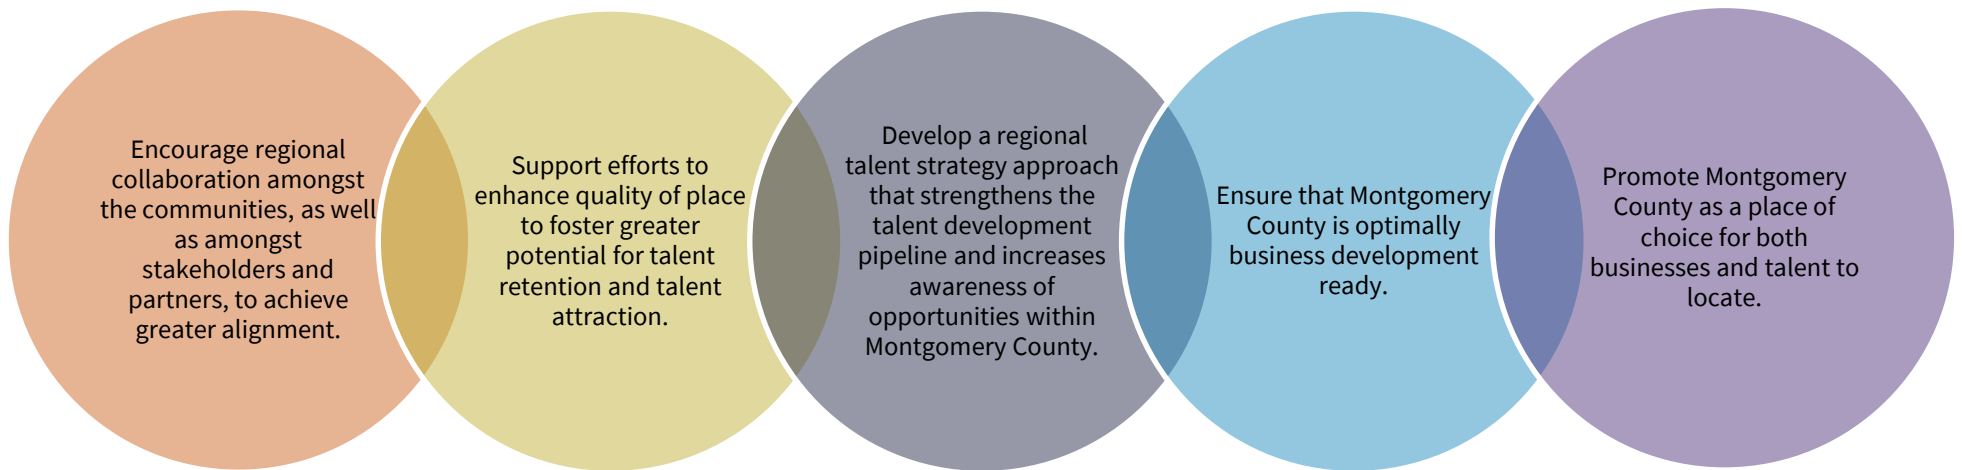 Encourage regional
collaboration amongst
the communities, as well
as amongst
stakeholders and
partners, to achieve
greater alignment.
Support efforts to
enhance quality of place
to foster greater
potential for talent
retention and talent
attraction.
Develop a regional
talent strategy approach
that strengthens the
talent development
pipeline and increases
awareness of
opportunities within
Montgomery County.
Ensure that Montgomery
County is optimally
business development
ready.
Promote Montgomery
County as a place of
choice for both
businesses and talent to
locate.